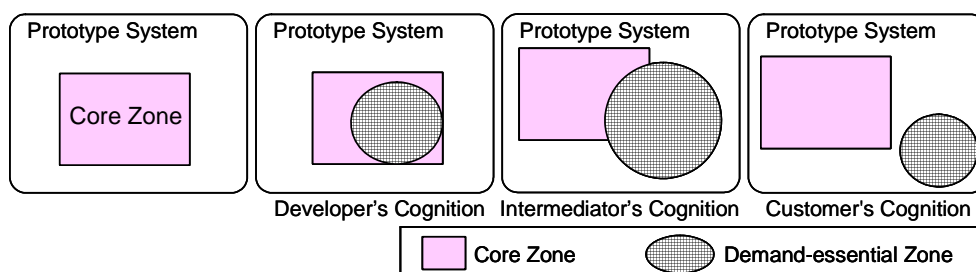 Prototype System
Prototype System
Prototype System
Prototype System
Core Zone
Developer's Cognition
Intermediator's Cognition
Customer's Cognition
Core Zone
Demand-essential Zone